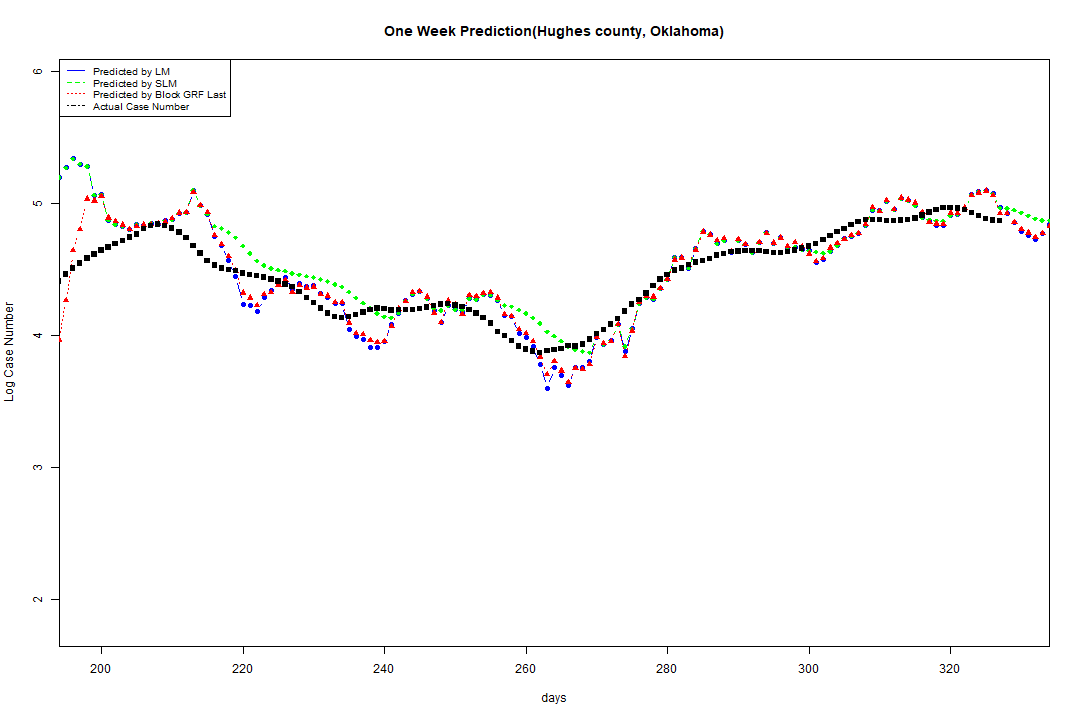 One Week Prediction(Hughes county, Oklahoma)
Predicted by LM
Predicted by SLM
Predicted by Block GRF Last
Actual Case Number
6
5
4
3
2
Log Case Number
200 220 240 260 280 300 320
days